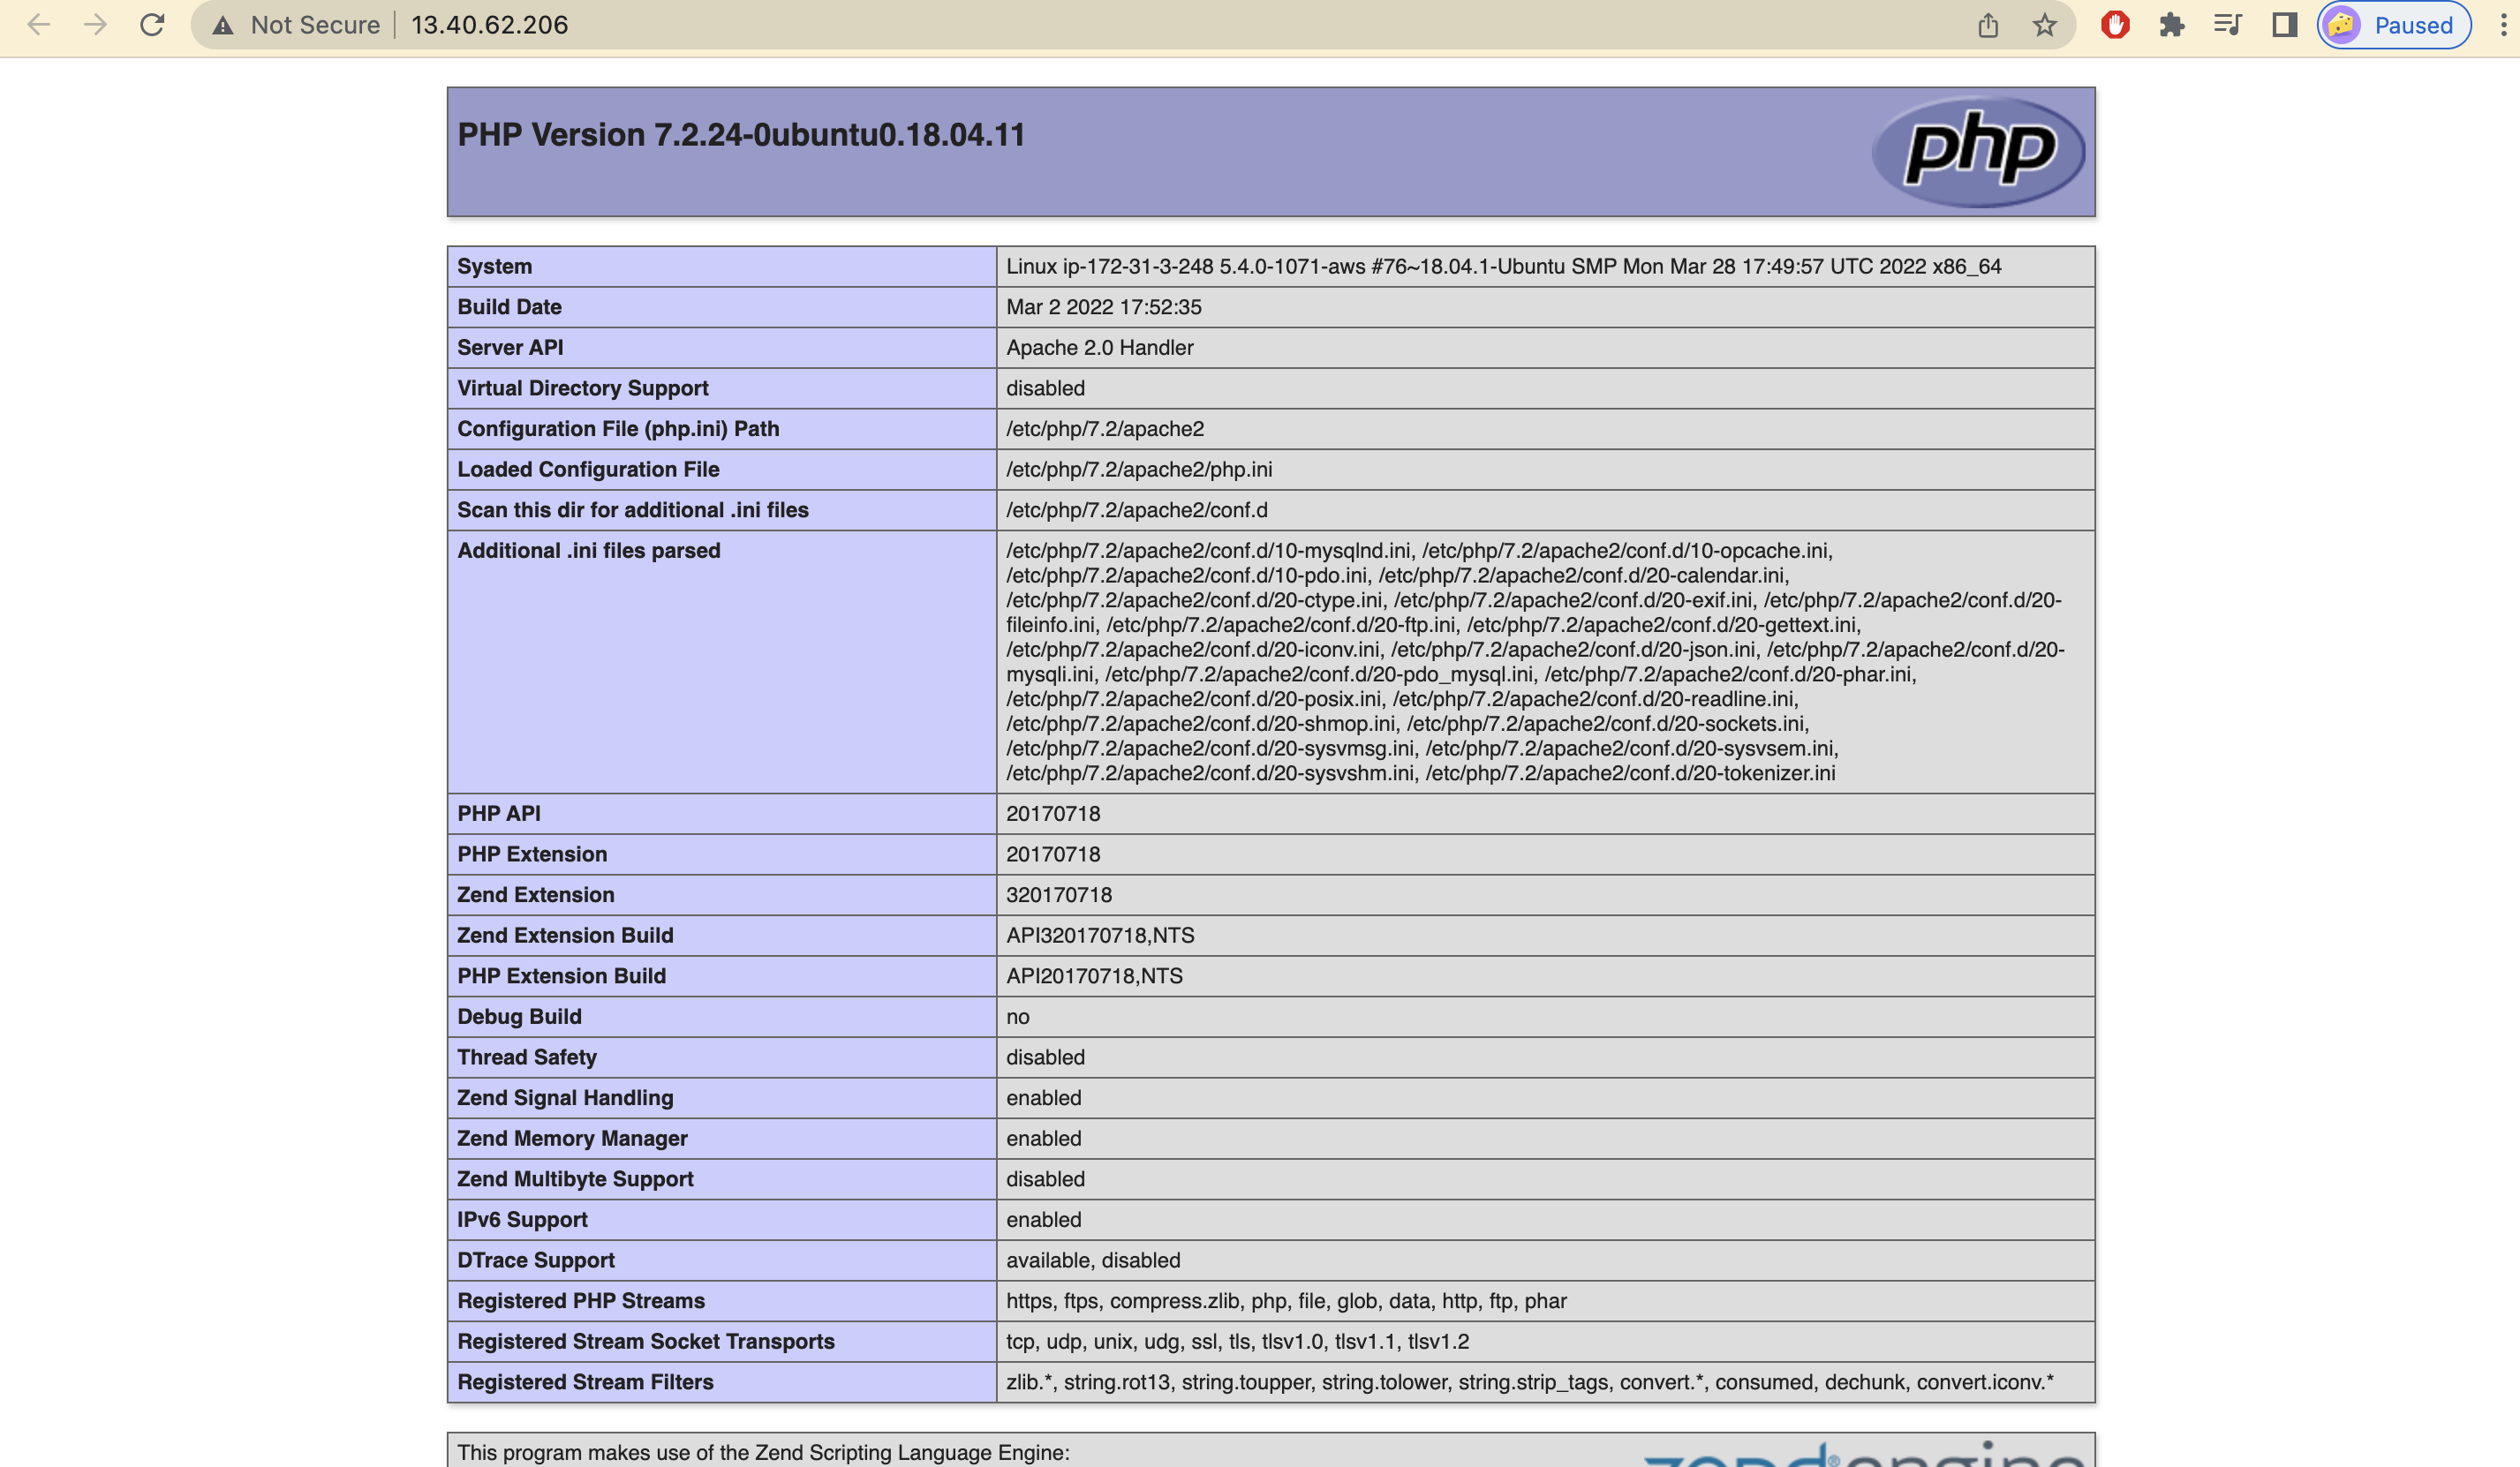 Not Secure 13.40.62.206 Paused
PHP Version 7.2.24-0ubuntu0.18.04.11
php
System Linux ip-172-31-3-248 5.4.0-1071-aws #76~18.04.1-Ubuntu SMP Mon Mar 28 17:49:57 UTC 2022 x86_64
Build Date Mar 2 2022 17:52:35
Server API Apache 2.0 Handler
Virtual Directory Support disabled
Configuration File (php.ini) Path /etc/php/7.2/apache2
Loaded Configuration File /etc/php/7.2/apache2/php.ini
Scan this dir for additional .ini files /etc/php/7.2/apache2/conf.d
Additional .ini files parsed /etc/php/7.2/apache2/conf.d/10-mysqlnd.ini, /etc/php/7.2/apache2/conf.d/10-opcache.ini,
/etc/php/7.2/apache2/conf.d/10-pdo.ini, /etc/php/7.2/apache2/conf.d/20-calendar.ini,
/etc/php/7.2/apache2/conf.d/20-ctype.ini, /etc/php/7.2/apache2/conf.d/20-exif.ini, /etc/php/7.2/apache2/conf.d/20-
fileinfo.ini, /etc/php/7.2/apache2/conf.d/20-ftp.ini, /etc/php/7.2/apache2/conf.d/20-gettext.ini,
/etc/php/7.2/apache2/conf.d/20-iconv.ini, /etc/php/7.2/apache2/conf.d/20-json.ini, /etc/php/7.2/apache2/conf.d/20-
mysqli.ini, /etc/php/7.2/apache2/conf.d/20-pdo_mysql.ini, /etc/php/7.2/apache2/conf.d/20-phar.ini,
/etc/php/7.2/apache2/conf.d/20-posix.ini, /etc/php/7.2/apache2/conf.d/20-readline.ini,
/etc/php/7.2/apache2/conf.d/20-shmop.ini, /etc/php/7.2/apache2/conf.d/20-sockets.ini,
/etc/php/7.2/apache2/conf.d/20-sysvmsg.ini, /etc/php/7.2/apache2/conf.d/20-sysvsem.ini,
/etc/php/7.2/apache2/conf.d/20-sysvshm.ini, /etc/php/7.2/apache2/conf.d/20-tokenizer.ini
PHP API 20170718
PHP Extension 20170718
Zend Extension 320170718
Zend Extension Build API320170718,NTS
PHP Extension Build API20170718,NTS
Debug Build no
Thread Safety disabled
Zend Signal Handling enabled
Zend Memory Manager enabled
Zend Multibyte Support disabled
IPv6 Support enabled
DTrace Support available, disabled
Registered PHP Streams https, ftps, compress.zlib, php, file, glob, data, http, ftp, phar
Registered Stream Socket Transports tcp, udp, unix, udg, ssl, tls, tlsv1.0, tlsv1.1, tlsv1.2
Registered Stream Filters zlib.*, string.rot13, string.toupper, string.tolower, string.strip_tags, convert.*, consumed, dechunk, convert.iconv.*
This program makes use of the Zend Scripting Language Engine:
zend® engine